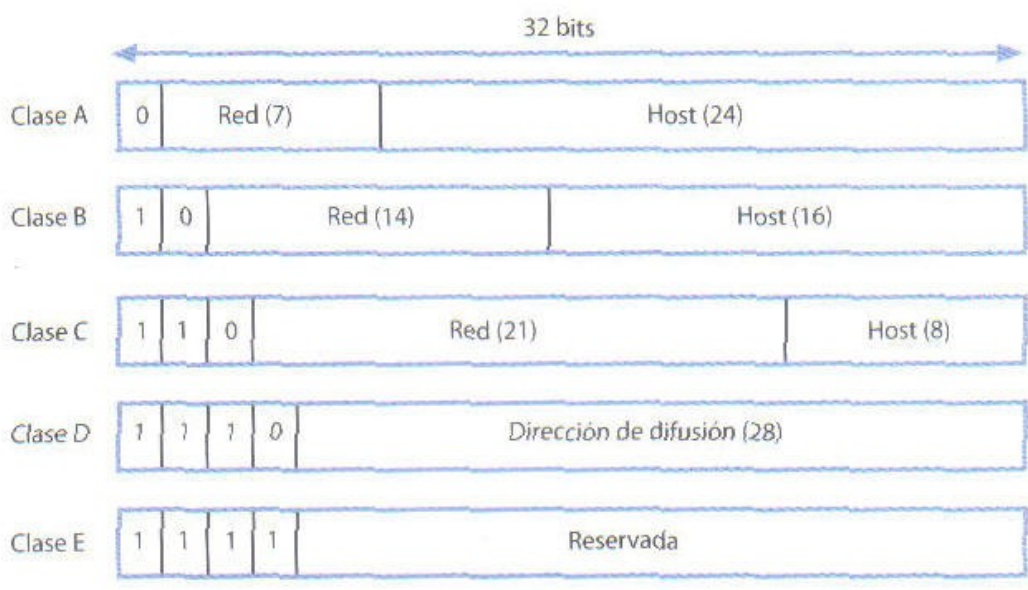 32 bits
Clase A 0 Red (7) Host (24)
Clase B 1 0 Red (14) Host (16)
Clase C 1 1 0 Red (21) Host (8)
Clase D 1 1 1 0 Dirección de difusión (28)
Clase E 1 1 1 1 Reservada